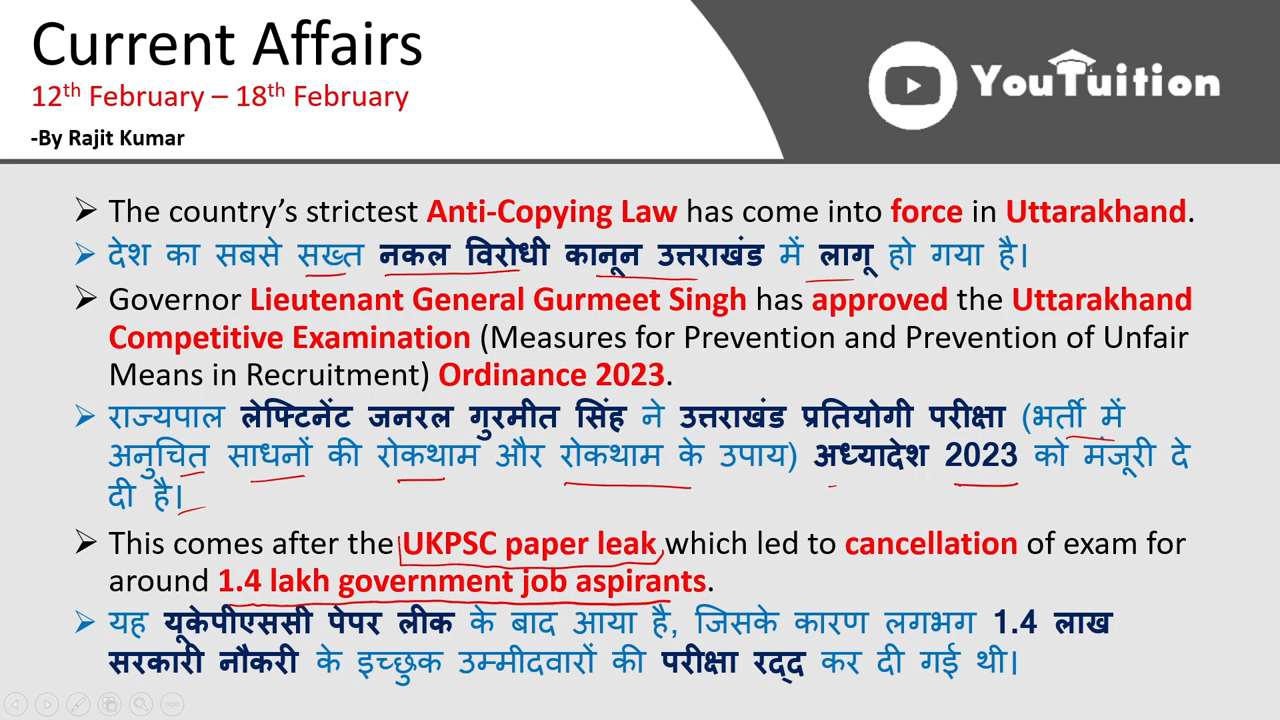 Current Affairs
12th February – 18th February
-By Rajit Kumar
YouTuition
The country’s strictest Anti-Copying Law has come into force in Uttarakhand.
देश का सबसे सख्त नकल विरोधी कानून उत्तराखंड में लागू हो गया है।
Governor Lieutenant General Gurmeet Singh has approved the Uttarakhand
Competitive Examination (Measures for Prevention and Prevention of Unfair
Means in Recruitment) Ordinance 2023.
राज्यपाल लेफ्टिनेंट जनरल गुरमीत सिंह ने उत्तराखंड प्रतियोगी परीक्षा (भर्ती में
अनुचित साधनों की रोकथाम और रोकथाम के उपाय) अध्यादेश 2023 को मंजूरी दे
दी है।
This comes after the UKPSC paper leak which led to cancellation of exam for
around 1.4 lakh government job aspirants.
यह यूकेपीएससी पेपर लीक के बाद आया है, जिसके कारण लगभग 1.4 लाख
सरकारी नौकरी के इच्छुक उम्मीदवारों की परीक्षा रद्द कर दी गई थी।